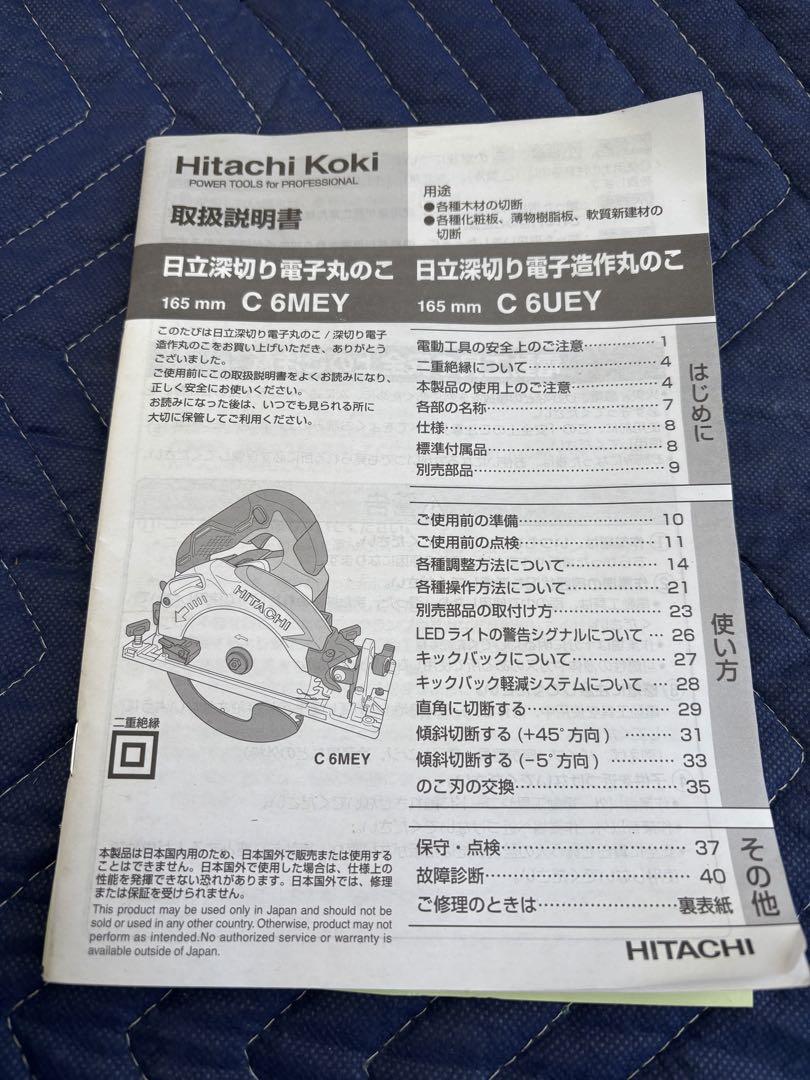 Hitachi Koki
POWER TOOLS for PROFESSIONAL
取扱説明書
用途
●各種木材の切断
●各種化粧板、薄物樹脂板、軟質新建材の
切断
日立深切り電子丸のこ
165 mm C 6MEY
日立深切り電子造作丸のこ
165 mm C 6UEY
このたびは日立深切り電子丸のこ / 深切り電子
造作丸のこをお買い上げいただき、ありがとう
ございました。
ご使用前にこの取扱説明書をよくお読みになり、
正しく安全にお使いください。
お読みになった後は、いつでも見られる所に
大切に保管してご利用ください。
HITACHI
二重絶縁
C 6MEY
本製品は日本国内用のため、日本国外で販売または使用する
ことはできません。日本国外で使用した場合は、仕様上の
性能を発揮できない恐れがあります。日本国外では、修理
または保証を受けられません。
This product may be used only in Japan and should not be
sold or used in any other country. Otherwise, product may not
perform as intended.No authorized service or warranty is
available outside of Japan.
はじめに
電動工具の安全上のご注意……………1
二重絶縁について………………………4
本製品の使用上のご注意………………4
各部の名称………………………………7
仕様………………………………………8
標準付属品………………………………8
別売部品…………………………………9
使い方
ご使用前の準備…………………………10
ご使用前の点検…………………………11
各種調整方法について…………………14
各種操作方法について…………………21
別売部品の取付け方……………………23
LEDライトの警告シグナルについて…26
キックバックについて…………………27
キックバック軽減システムについて…28
直角に切断する…………………………29
傾斜切断する (+45°方向)……………31
傾斜切断する (−5°方向)……………33
のこ刃の交換……………………………35
その他
保守・点検………………………………37
故障診断…………………………………40
ご修理のときは…………………裏表紙
HITACHI